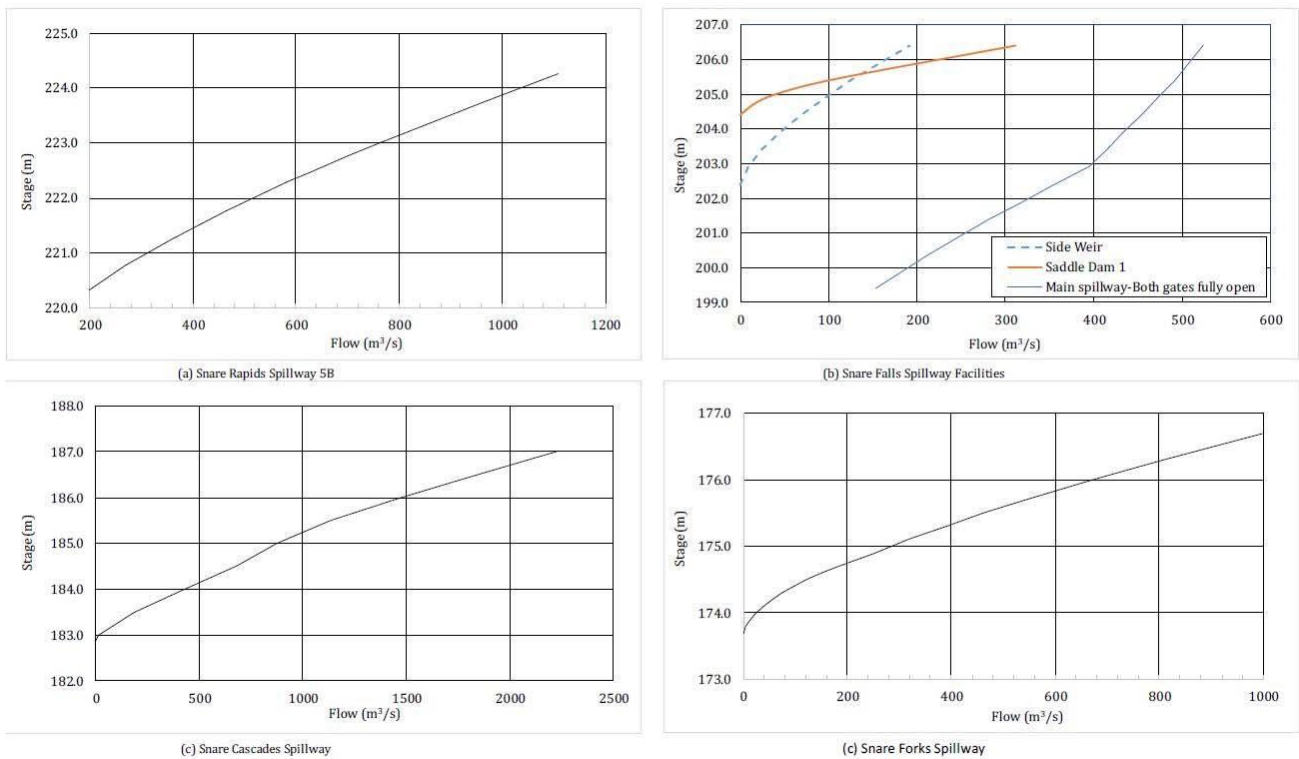 225.0
224.0
223.0
222.0
221.0
220.0
Stage (m)
200 400 600 800 1000 1200
Flow (m³/s)
(a) Snare Rapids Spillway 5B
207.0
206.0
205.0
204.0
203.0
202.0
201.0
200.0
199.0
Stage (m)
Side Weir
Saddle Dam 1
Main spillway-Both gates fully open
0 100 200 300 400 500 600
Flow (m³/s)
(b) Snare Falls Spillway Facilities
188.0
187.0
186.0
185.0
184.0
183.0
182.0
Stage (m)
0 500 1000 1500 2000 2500
Flow (m³/s)
(c) Snare Cascades Spillway
177.0
176.0
175.0
174.0
173.0
Stage (m)
0 200 400 600 800 1000
Flow (m³/s)
(c) Snare Forks Spillway